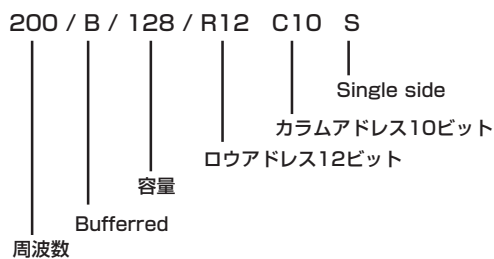 200 / B / 128 / R12 C10 S
Single side
カラムアドレス10ビット
ロウアドレス12ビット
容量
Bufferred
周波数